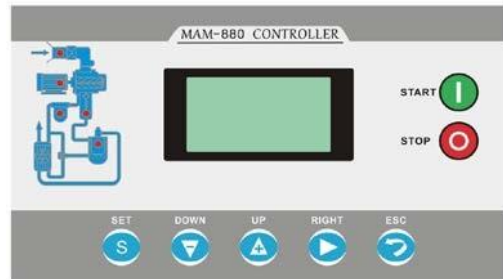 MAM-880 CONTROLLER
START
STOP
SET DOWN UP RIGHT ESC
S